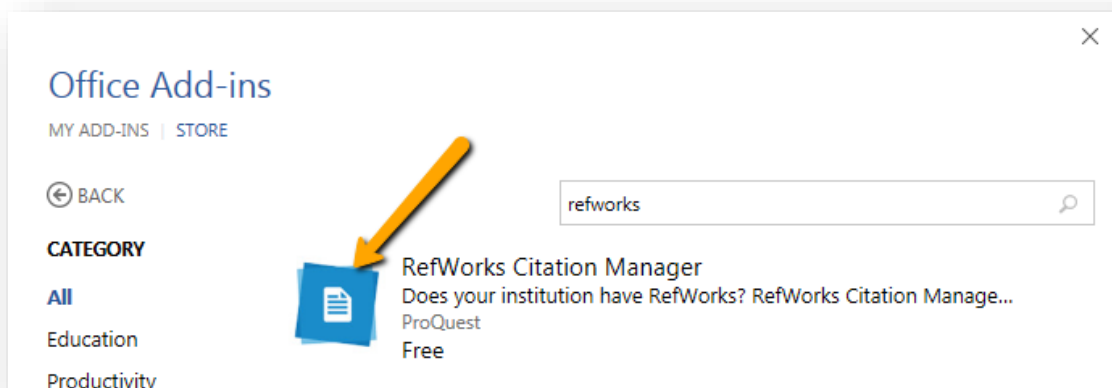 Office Add-ins
MY ADD-INS | STORE
BACK
refworks
CATEGORY
All
Education
Productivity
RefWorks Citation Manager
Does your institution have RefWorks? RefWorks Citation Manage...
ProQuest
Free